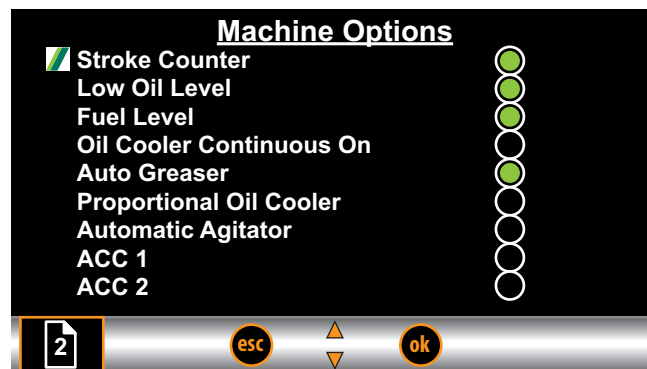 Machine Options
Stroke Counter
Low Oil Level
Fuel Level
Oil Cooler Continuous On
Auto Greaser
Proportional Oil Cooler
Automatic Agitator
ACC 1
ACC 2
2 esc ok